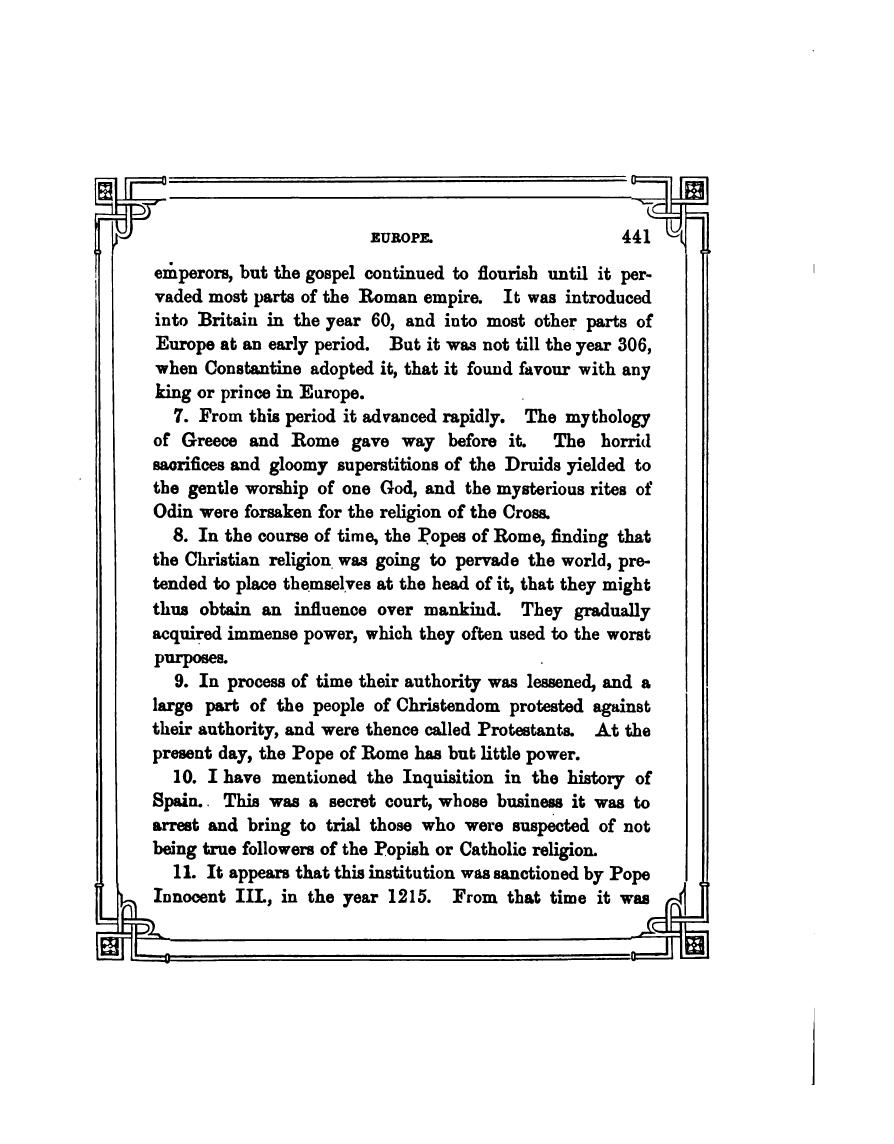 EUROPE. 441
emperors, but the gospel continued to flourish until it per-
vaded most parts of the Roman empire. It was introduced
into Britain in the year 60, and into most other parts of
Europe at an early period. But it was not till the year 306,
when Constantine adopted it, that it found favour with any
king or prince in Europe.
7. From this period it advanced rapidly. The mythology
of Greece and Rome gave way before it. The horrid
sacrifices and gloomy superstitions of the Druids yielded to
the gentle worship of one God, and the mysterious rites of
Odin were forsaken for the religion of the Cross.
8. In the course of time, the Popes of Rome, finding that
the Christian religion was going to pervade the world, pre-
tended to place themselves at the head of it, that they might
thus obtain an influence over mankind. They gradually
acquired immense power, which they often used to the worst
purposes.
9. In process of time their authority was lessened, and a
large part of the people of Christendom protested against
their authority, and were thence called Protestants. At the
present day, the Pope of Rome has but little power.
10. I have mentioned the Inquisition in the history of
Spain. This was a secret court, whose business it was to
arrest and bring to trial those who were suspected of not
being true followers of the Popish or Catholic religion.
11. It appears that this institution was sanctioned by Pope
Innocent III., in the year 1215. From that time it was